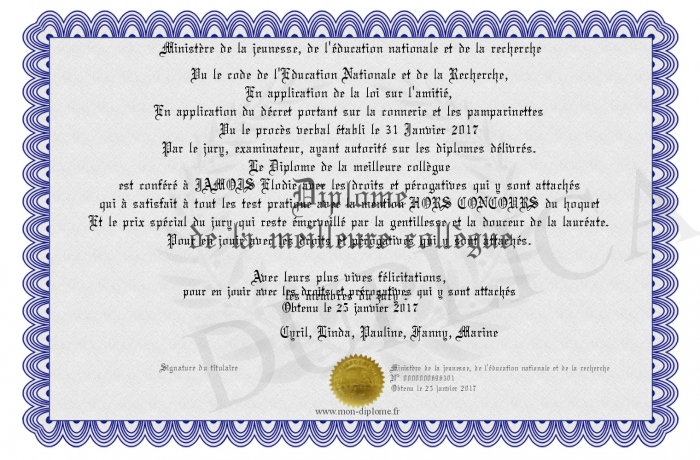 Ministère de la jeunesse, de l'éducation nationale et de la recherche
Vu le code de l'Education Nationale et de la Recherche,
En application de la loi sur l'amitié,
En application du décret portant sur la connerie et les pamparinettes
Vu le procès verbal établi le 31 Janvier 2017
Par le jury, examinateur, ayant autorité sur les diplomes délivrés.
Le Diplome de la meilleure collègue
est conféré à JAMOIS Elodie avec les droits et pérogatives qui y sont attachés
Diplome
qui à satisfait à tout les test pratique avec la mention HORS CONCOURS du hoquet
Et le prix spécial du jury qui reste émerveillé par la gentillesse et la douceur de la lauréate.
de la meilleure collègue
Pour en jouir avec les droits et pérogatives qui y sont attachés.
Avec leurs plus vives félicitations,
pour en jouir avec les droits et prérogatives qui y sont attachés
les membres du jury :
Obtenu le 25 janvier 2017
Cyril, Linda, Pauline, Fanny, Marine
Signature du titulaire
Ministère de la jeunesse, de l'éducation nationale et de la recherche
Obtenu le 25 janvier 2017
www.mon-diplome.fr
DUPLICATA